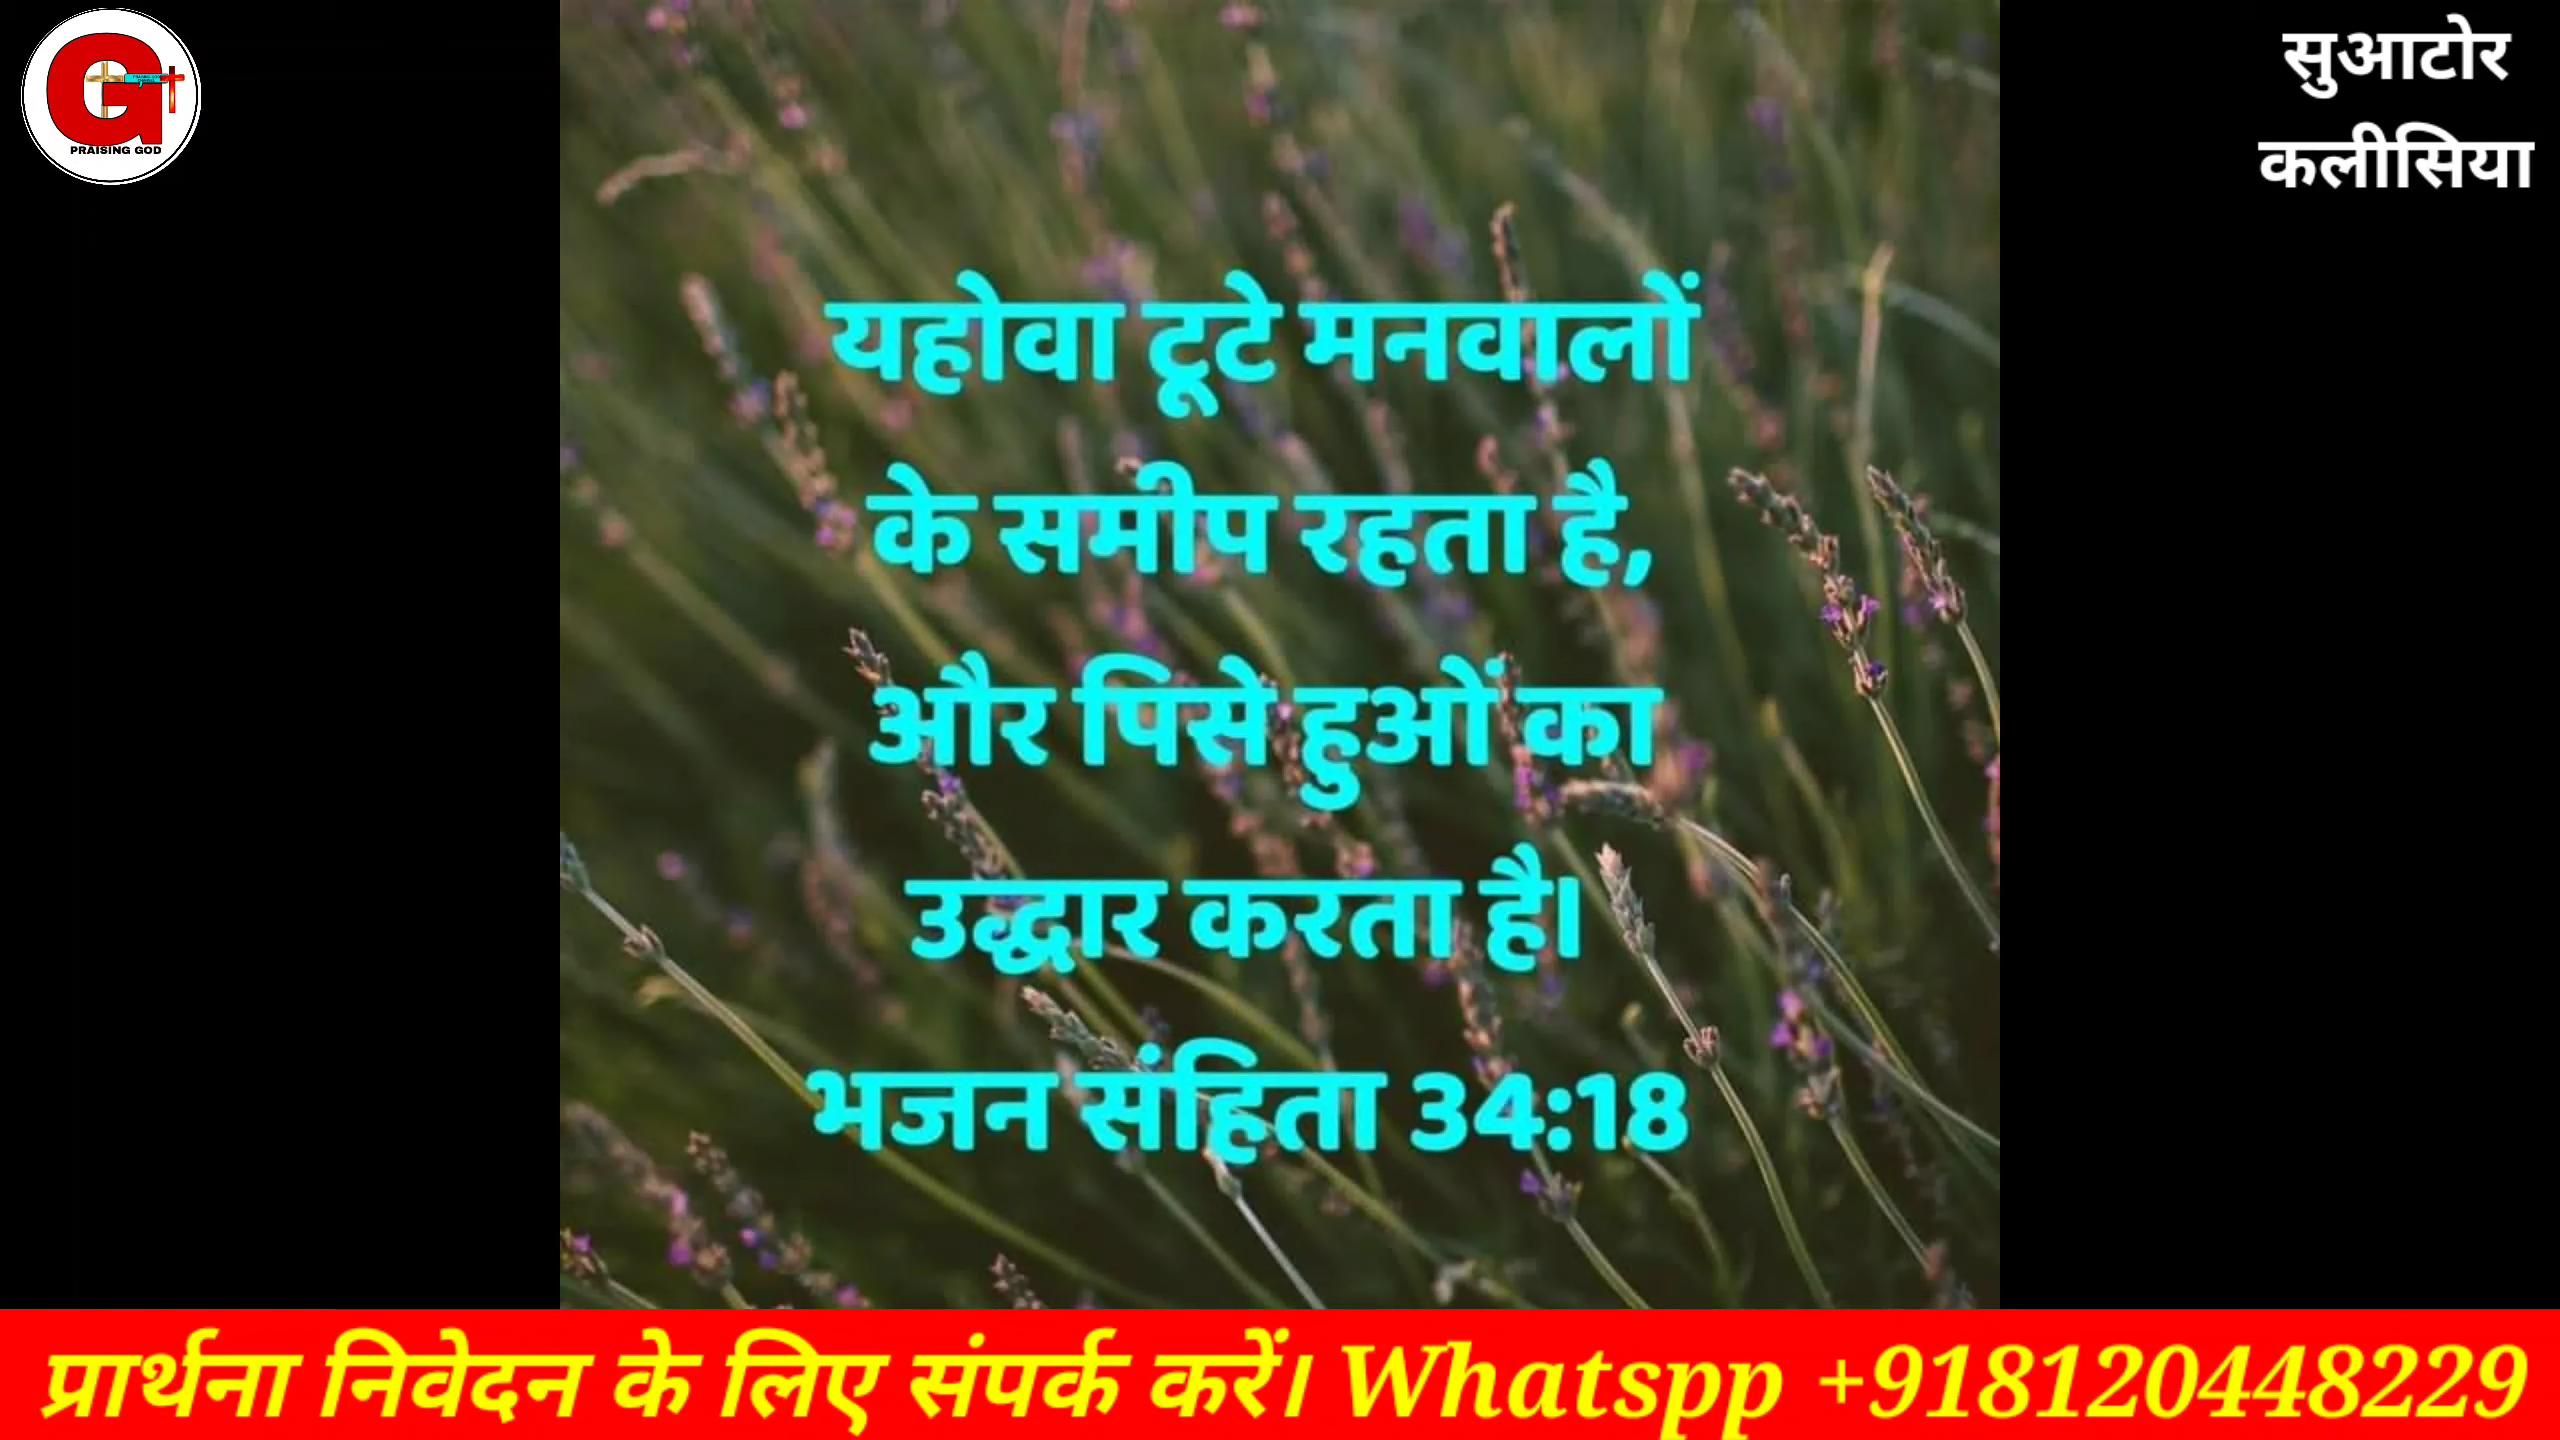 PRAISING GOD
सुआटोर
कलीसिया
यहोवा टूटे मनवालों
के समीप रहता है,
और पिसे हुओं का
उद्धार करता है।
भजन संहिता 34:18
प्रार्थना निवेदन के लिए संपर्क करें। Whatspp +918120448229